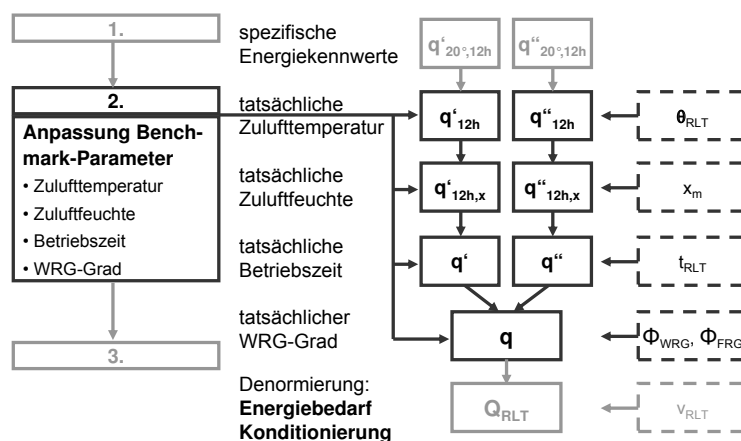 1.
spezifische
Energiekennwerte
q‘20°,12h
q“20°,12h
2.
Anpassung Bench-
mark-Parameter
• Zulufttemperatur
• Zuluftfeuchte
• Betriebszeit
• WRG-Grad
3.
tatsächliche
Zulufttemperatur
q‘12h
q“12h
θRLT
tatsächliche
Zuluftfeuchte
q‘12h,x
q“12h,x
xm
tatsächliche
Betriebszeit
q‘
q“
tRLT
tatsächlicher
WRG-Grad
q
ΦWRG, ΦFRG
Denormierung:
Energiebedarf
Konditionierung
QRLT
vRLT